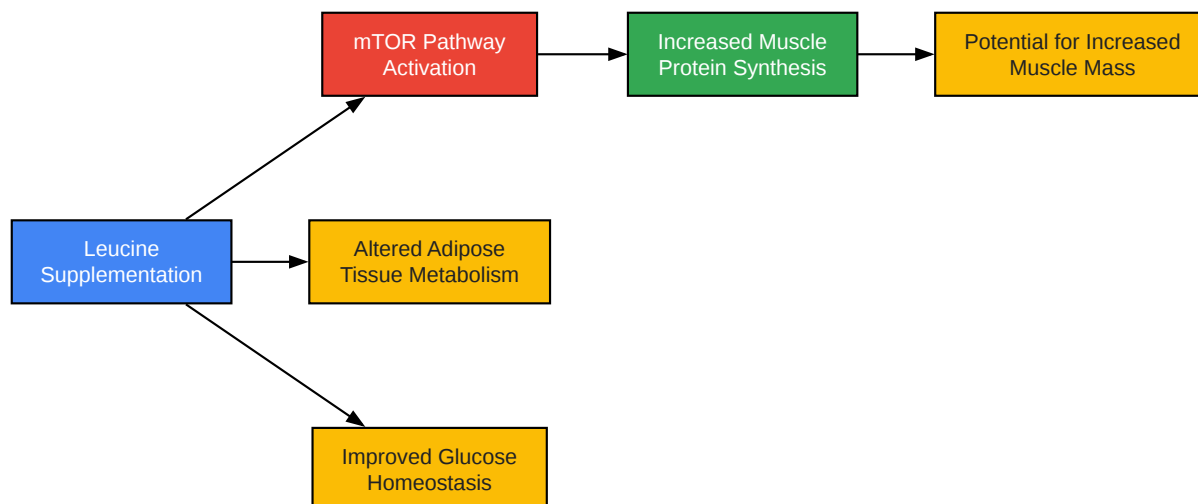 mTOR Pathway
Activation
Increased Muscle
Protein Synthesis
Potential for Increased
Muscle Mass
Leucine
Supplementation
Altered Adipose
Tissue Metabolism
Improved Glucose
Homeostasis